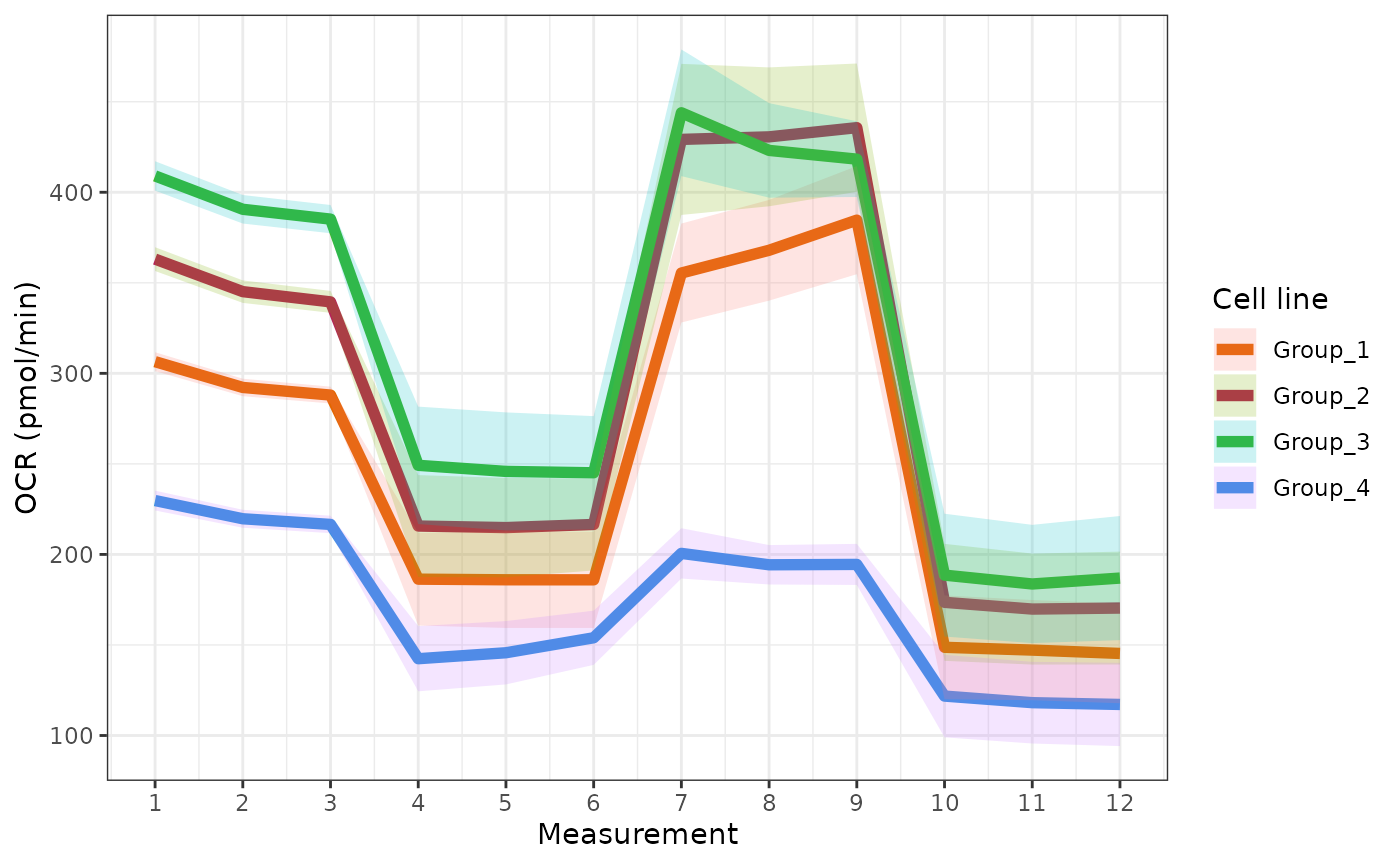 OCR (pmol/min)
400
300
200
100
1 2 3 4 5 6 7 8 9 10 11 12
Measurement
Cell line
Group_1
Group_2
Group_3
Group_4